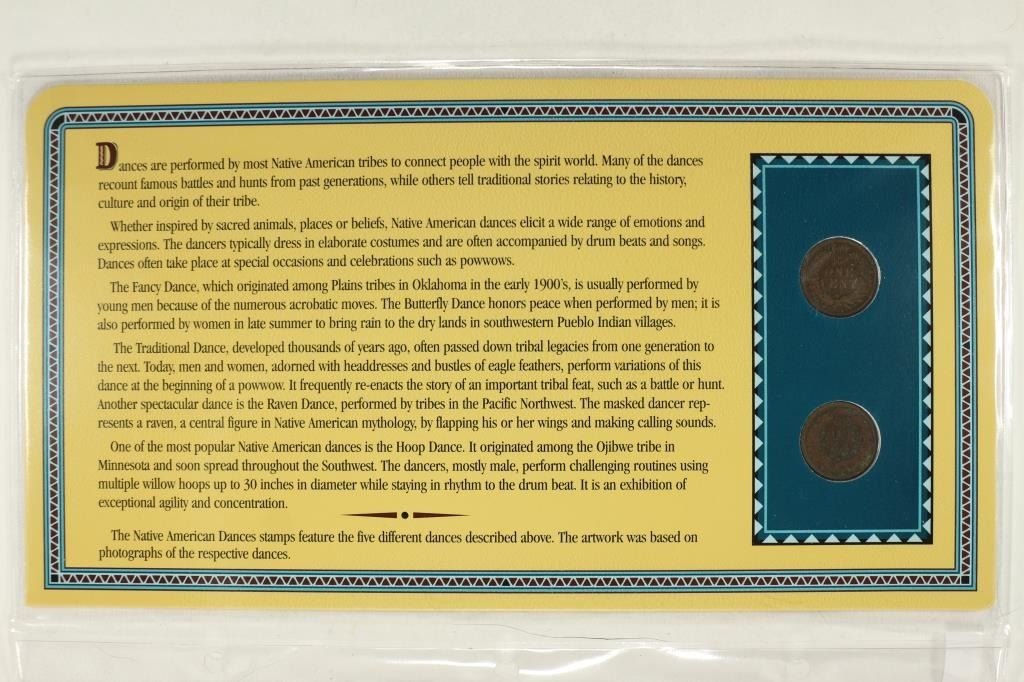 Dances are performed by most Native American tribes to connect people with the spirit world. Many of the dances
recount famous battles and hunts from past generations, while others tell traditional stories relating to the history,
culture and origin of their tribe.
Whether inspired by sacred animals, places or beliefs, Native American dances elicit a wide range of emotions and
expressions. The dancers typically dress in elaborate costumes and are often accompanied by drum beats and songs.
Dances often take place at special occasions and celebrations such as powwows.
The Fancy Dance, which originated among Plains tribes in Oklahoma in the early 1900's, is usually performed by
young men because of the numerous acrobatic moves. The Butterfly Dance honors peace when performed by men; it is
also performed by women in late summer to bring rain to the dry lands in southwestern Pueblo Indian villages.
The Traditional Dance, developed thousands of years ago, often passed down tribal legacies from one generation to
the next. Today, men and women, adorned with headdresses and bustles of eagle feathers, perform variations of this
dance at the beginning of a powwow. It frequently re-enacts the story of an important tribal feat, such as a battle or hunt.
Another spectacular dance is the Raven Dance, performed by tribes in the Pacific Northwest. The masked dancer rep-
resents a raven, a central figure in Native American mythology, by flapping his or her wings and making calling sounds.
One of the most popular Native American dances is the Hoop Dance. It originated among the Ojibwe tribe in
Minnesota and soon spread throughout the Southwest. The dancers, mostly male, perform challenging routines using
multiple willow hoops up to 30 inches in diameter while staying in rhythm to the drum beat. It is an exhibition of
exceptional agility and concentration.
The Native American Dances stamps feature the five different dances described above. The artwork was based on
photographs of the respective dances.
ONE
CENT